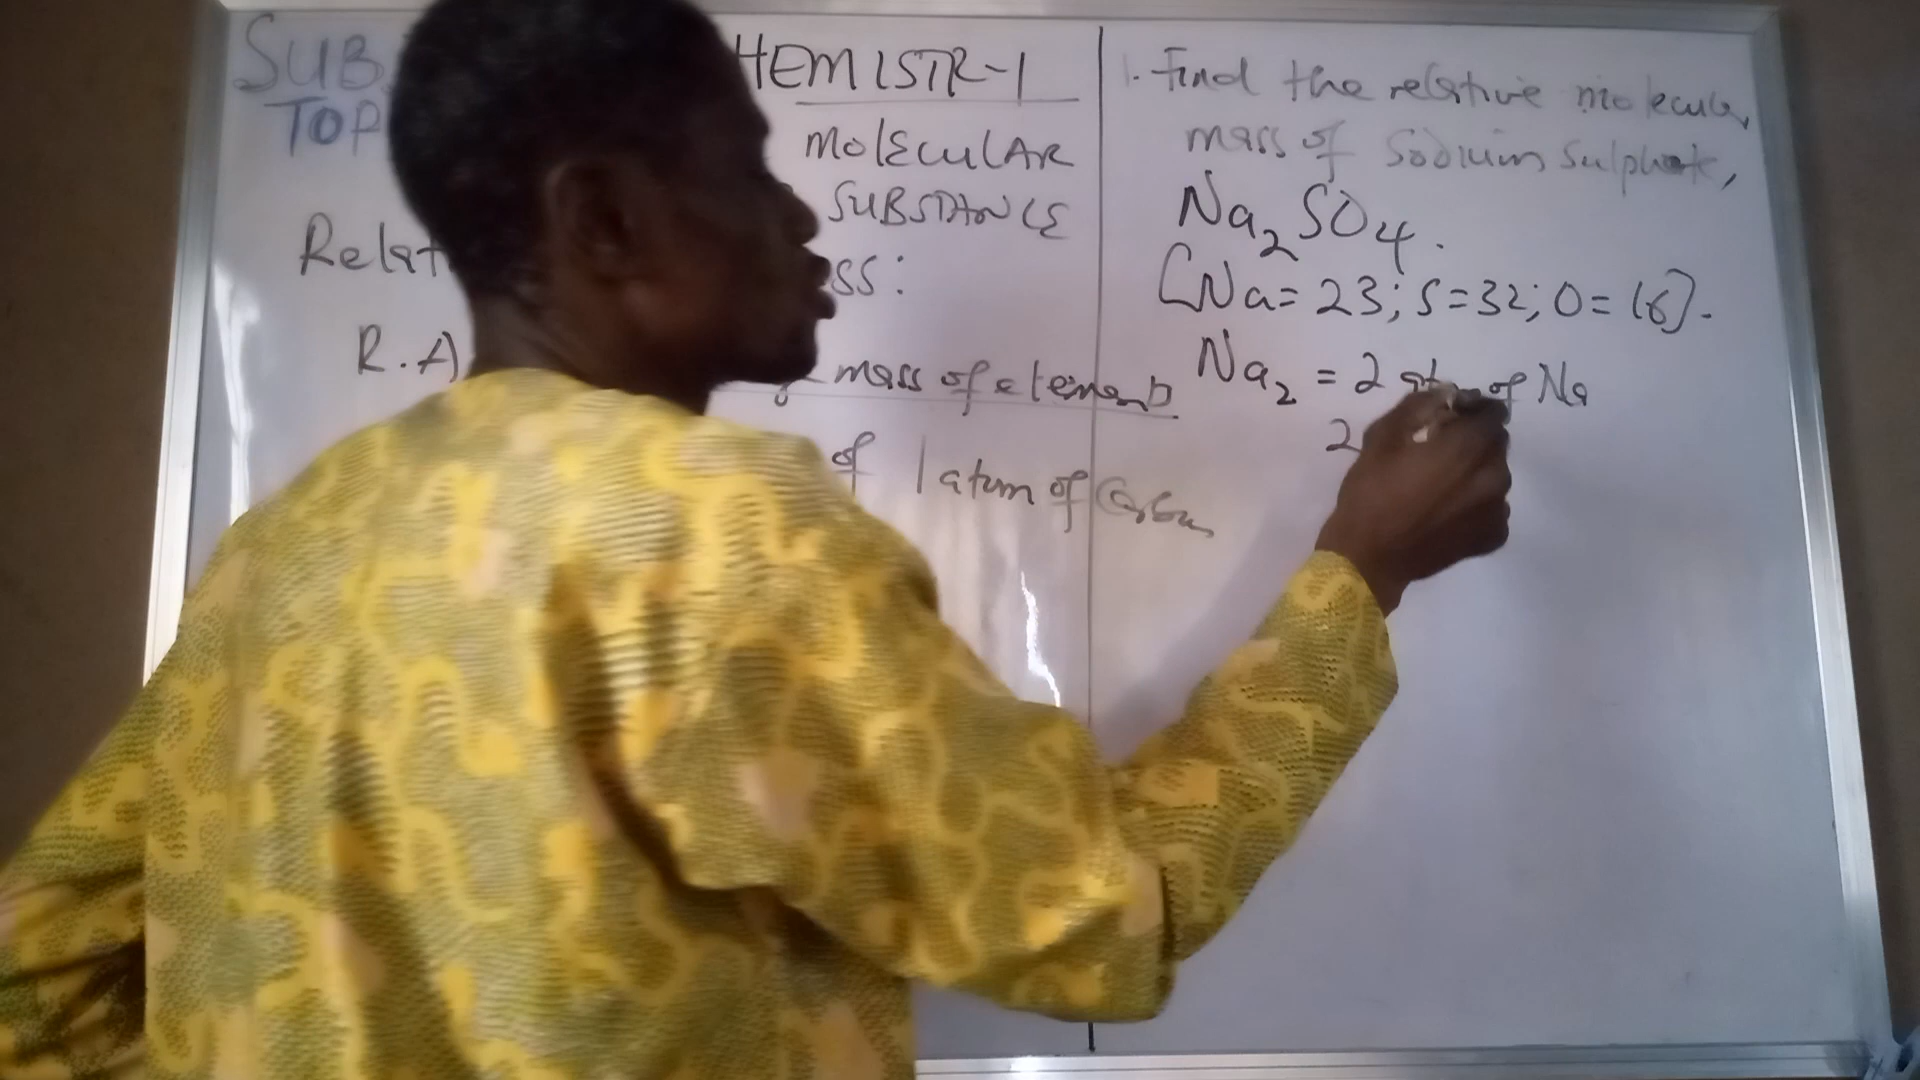 SUB HEMISTR-1
TOP MOlECUlAR
SUBSTANCE
Relat SS:
R.A
mass of element
of 1 atom of Carbon
1. Find the relative molecular
mass of Sodium Sulphate,
Na₂SO₄.
[Na=23; S=32; O=16].
Na₂ = 2 of Na
2